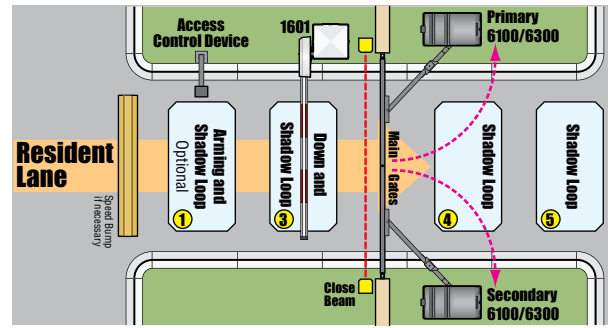 Access
Control Device
1601
Primary
6100/6300
Resident
Lane
Speed Bump
if necessary
Arming and
Shadow Loop
Optional
1
Down and
Shadow Loop
3
Main Gates
Shadow Loop
4
Shadow Loop
5
Close
Beam
Secondary
6100/6300